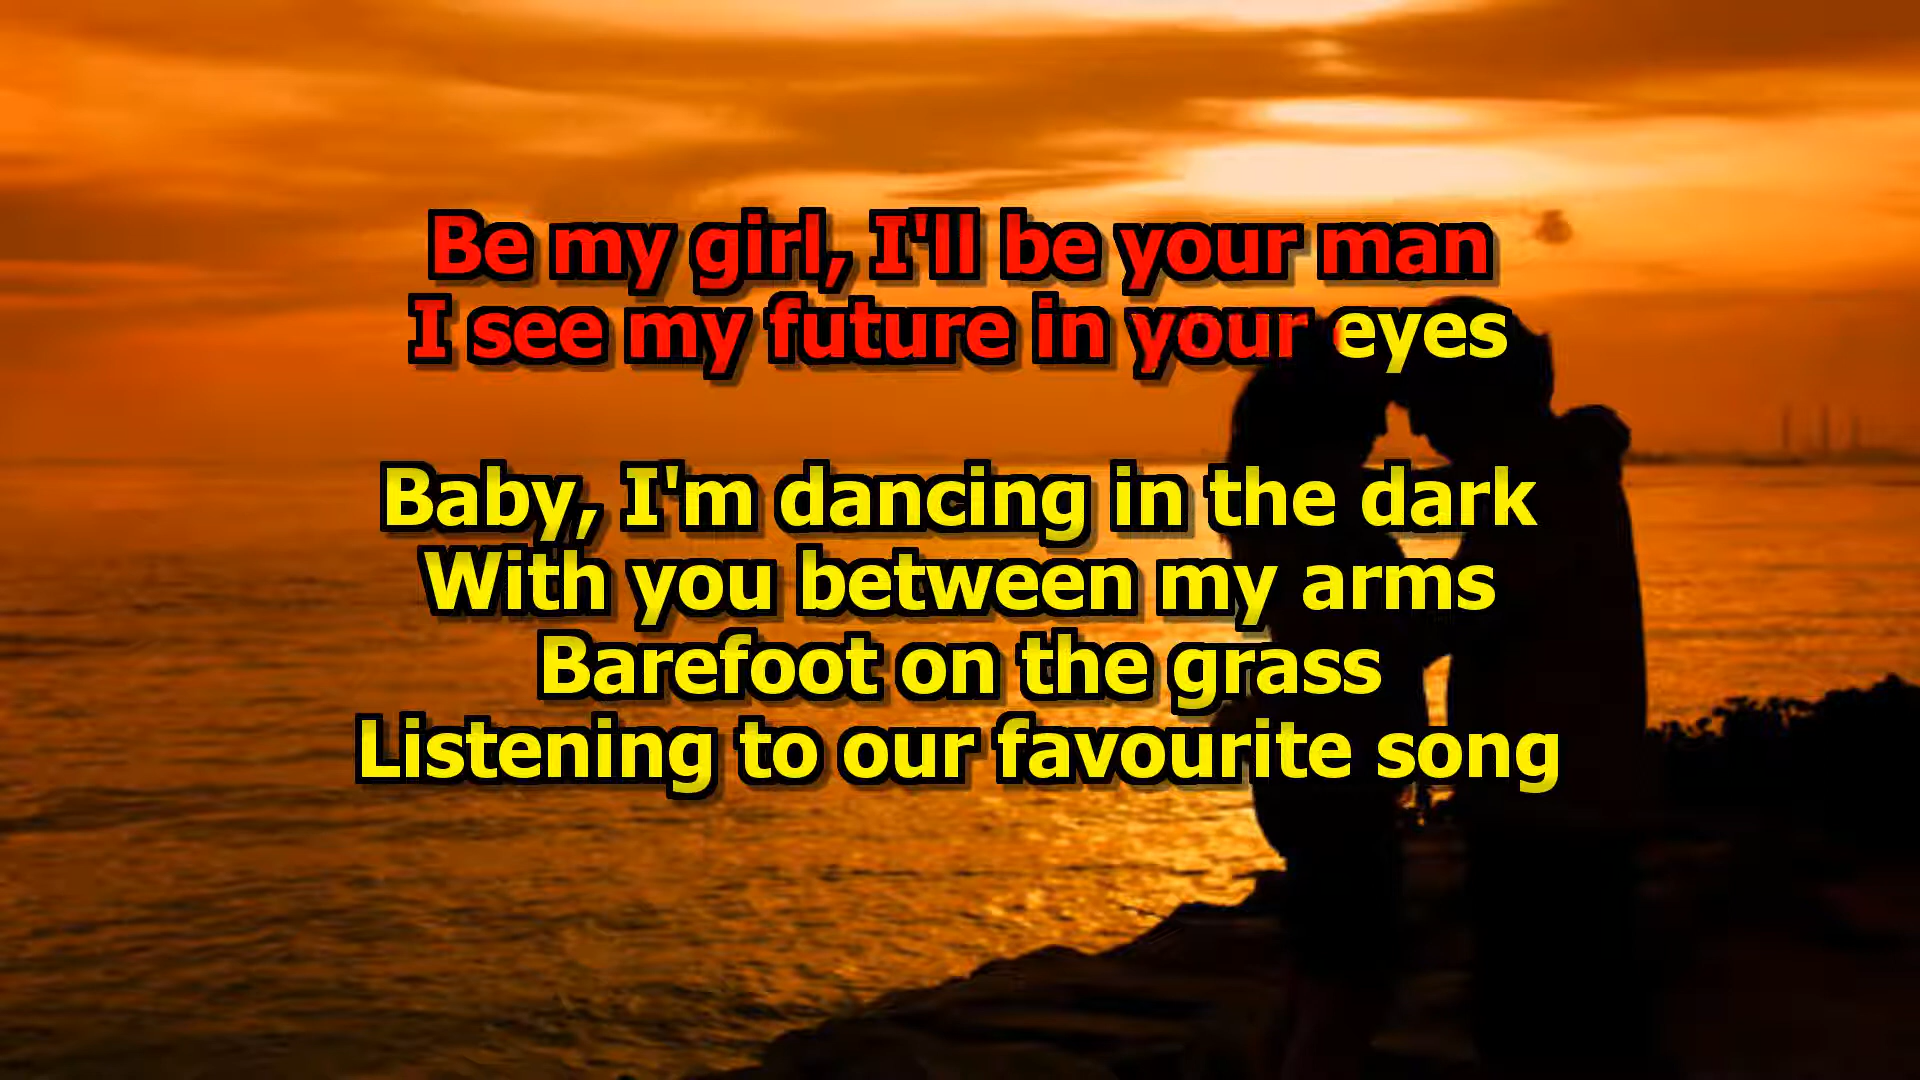 Be my girl, I'll be your man
I see my future in your eyes
Baby, I'm dancing in the dark
With you between my arms
Barefoot on the grass
Listening to our favourite song